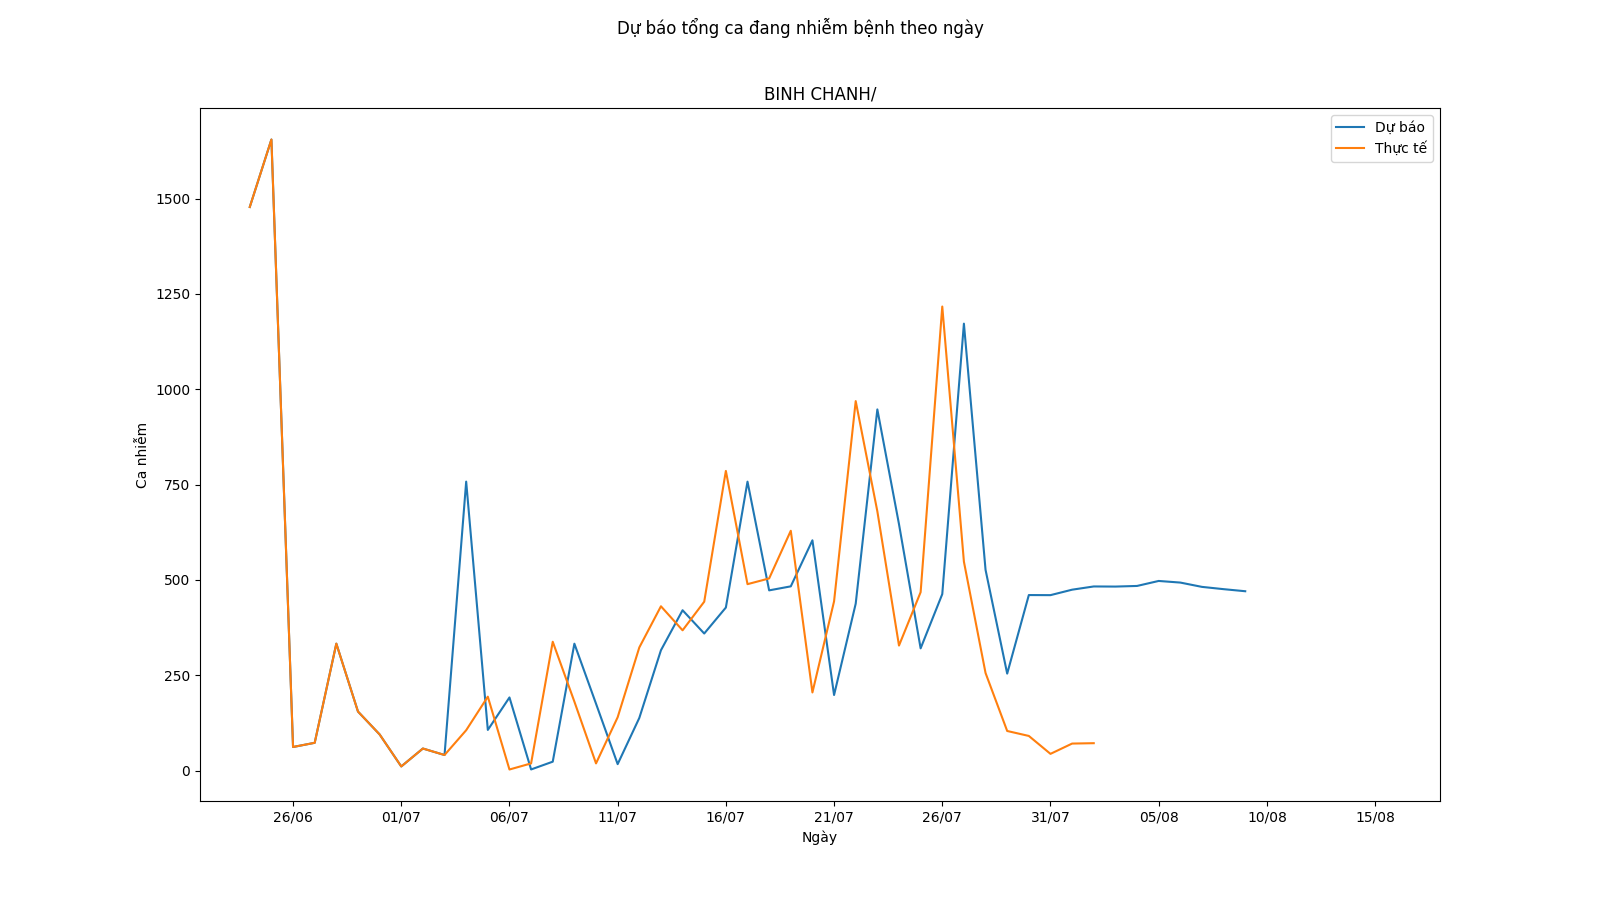 Dự báo tổng ca đang nhiễm bệnh theo ngày
BINH CHANH/
Dự báo
Thực tế
1500
1250
1000
750
500
250
0
Ca nhiễm
26/06 01/07 06/07 11/07 16/07 21/07 26/07 31/07 05/08 10/08 15/08
Ngày